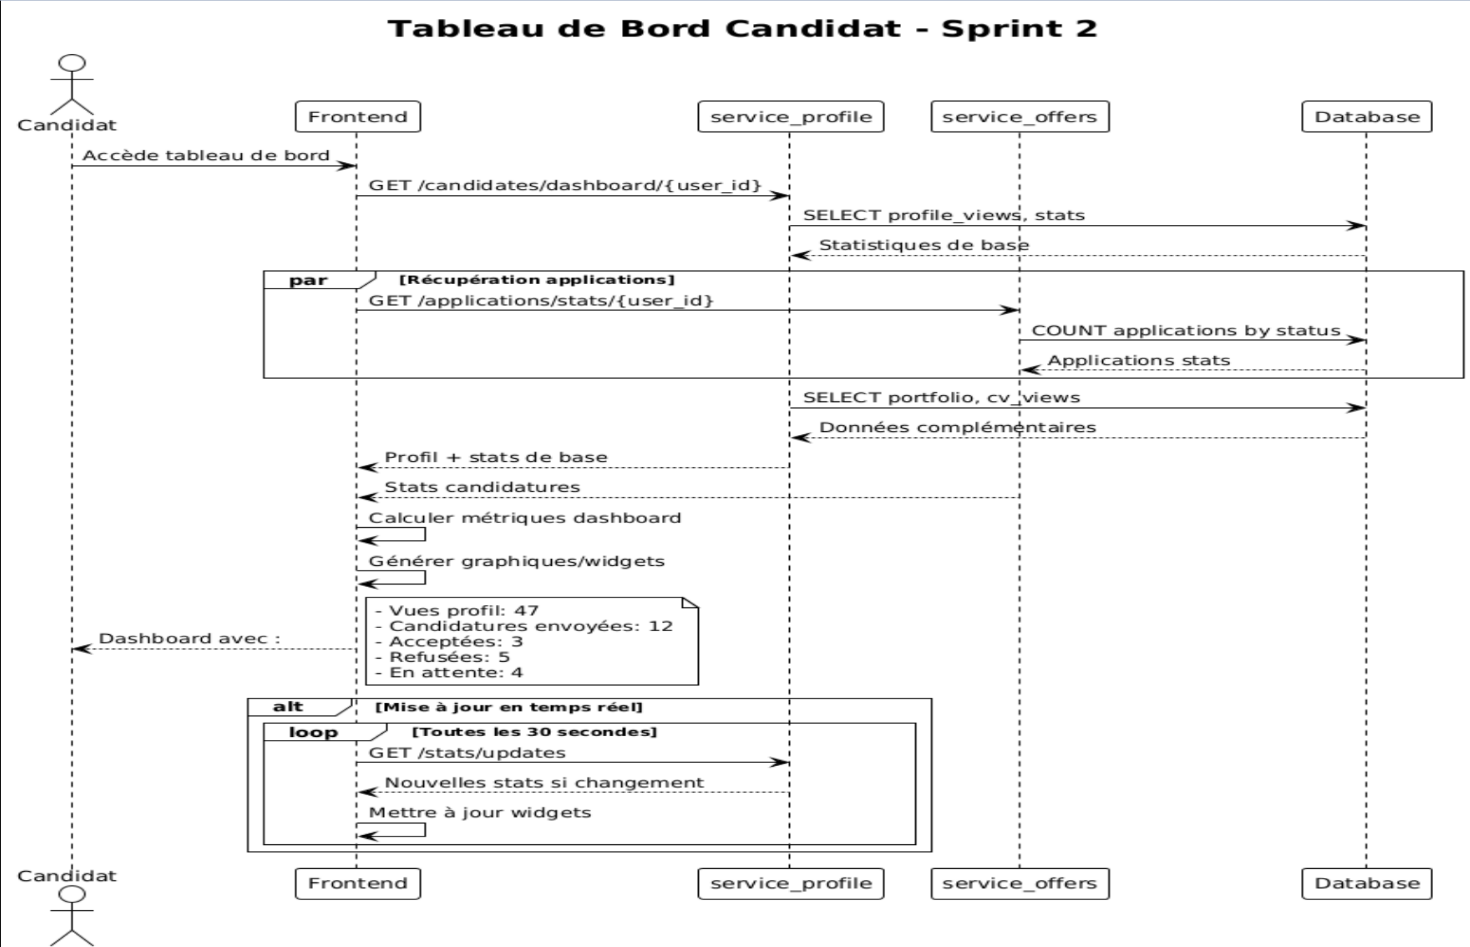 Tableau de Bord Candidat - Sprint 2
Candidat
Frontend
service_profile
service_offers
Database
Accède tableau de bord
GET /candidates/dashboard/{user_id}
SELECT profile_views, stats
Statistiques de base
par
[Récupération applications]
GET /applications/stats/{user_id}
COUNT applications by status
Applications stats
SELECT portfolio, cv_views
Données complémentaires
Profil + stats de base
Stats candidatures
Calculer métriques dashboard
Générer graphiques/widgets
- Vues profil: 47
- Candidatures envoyées: 12
- Acceptées: 3
- Refusées: 5
- En attente: 4
Dashboard avec :
alt
[Mise à jour en temps réel]
loop
[Toutes les 30 secondes]
GET /stats/updates
Nouvelles stats si changement
Mettre à jour widgets
Candidat
Frontend
service_profile
service_offers
Database